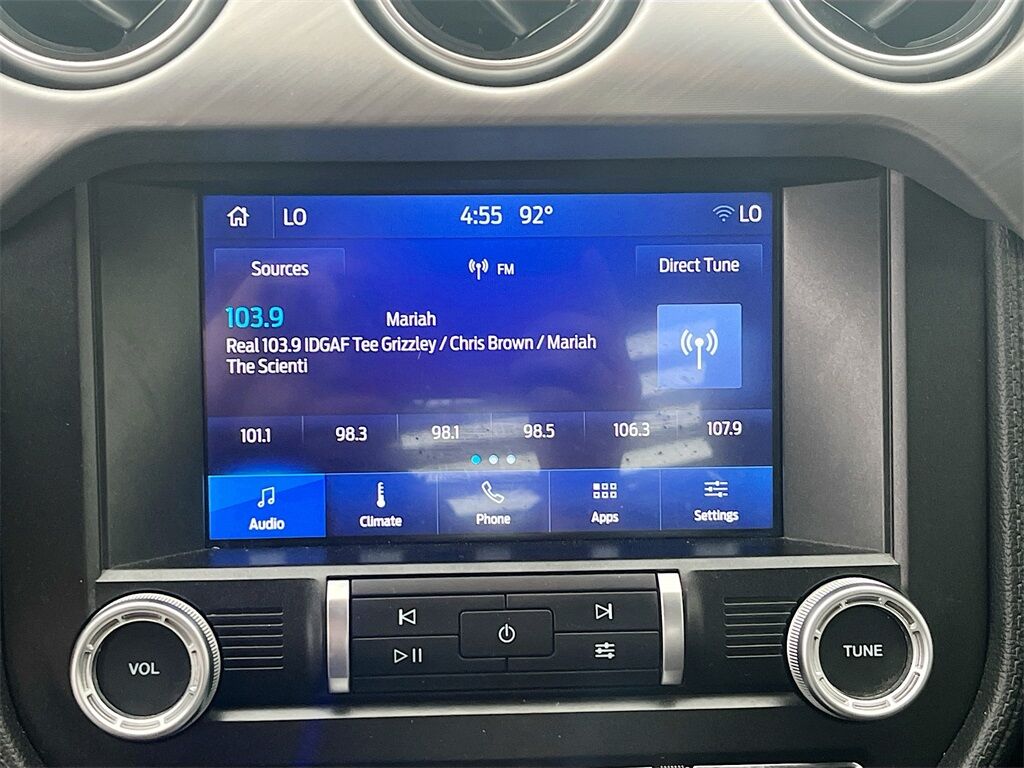 LO 4:55 92° LO
Sources FM Direct Tune
103.9 Mariah
Real 103.9 IDGAF Tee Grizzley / Chris Brown / Mariah
The Scienti
101.1 98.3 98.1 98.5 106.3 107.9
Audio Climate Phone Apps Settings
VOL TUNE